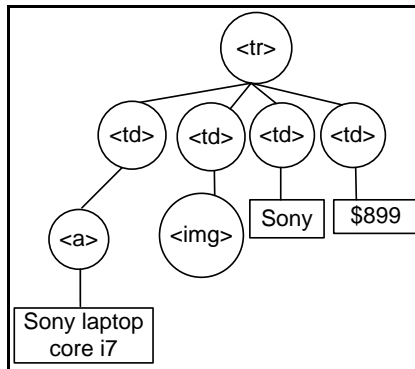 <tr>
<td> <td> <td> <td>
<a> <img> Sony $899
Sony laptop
core i7